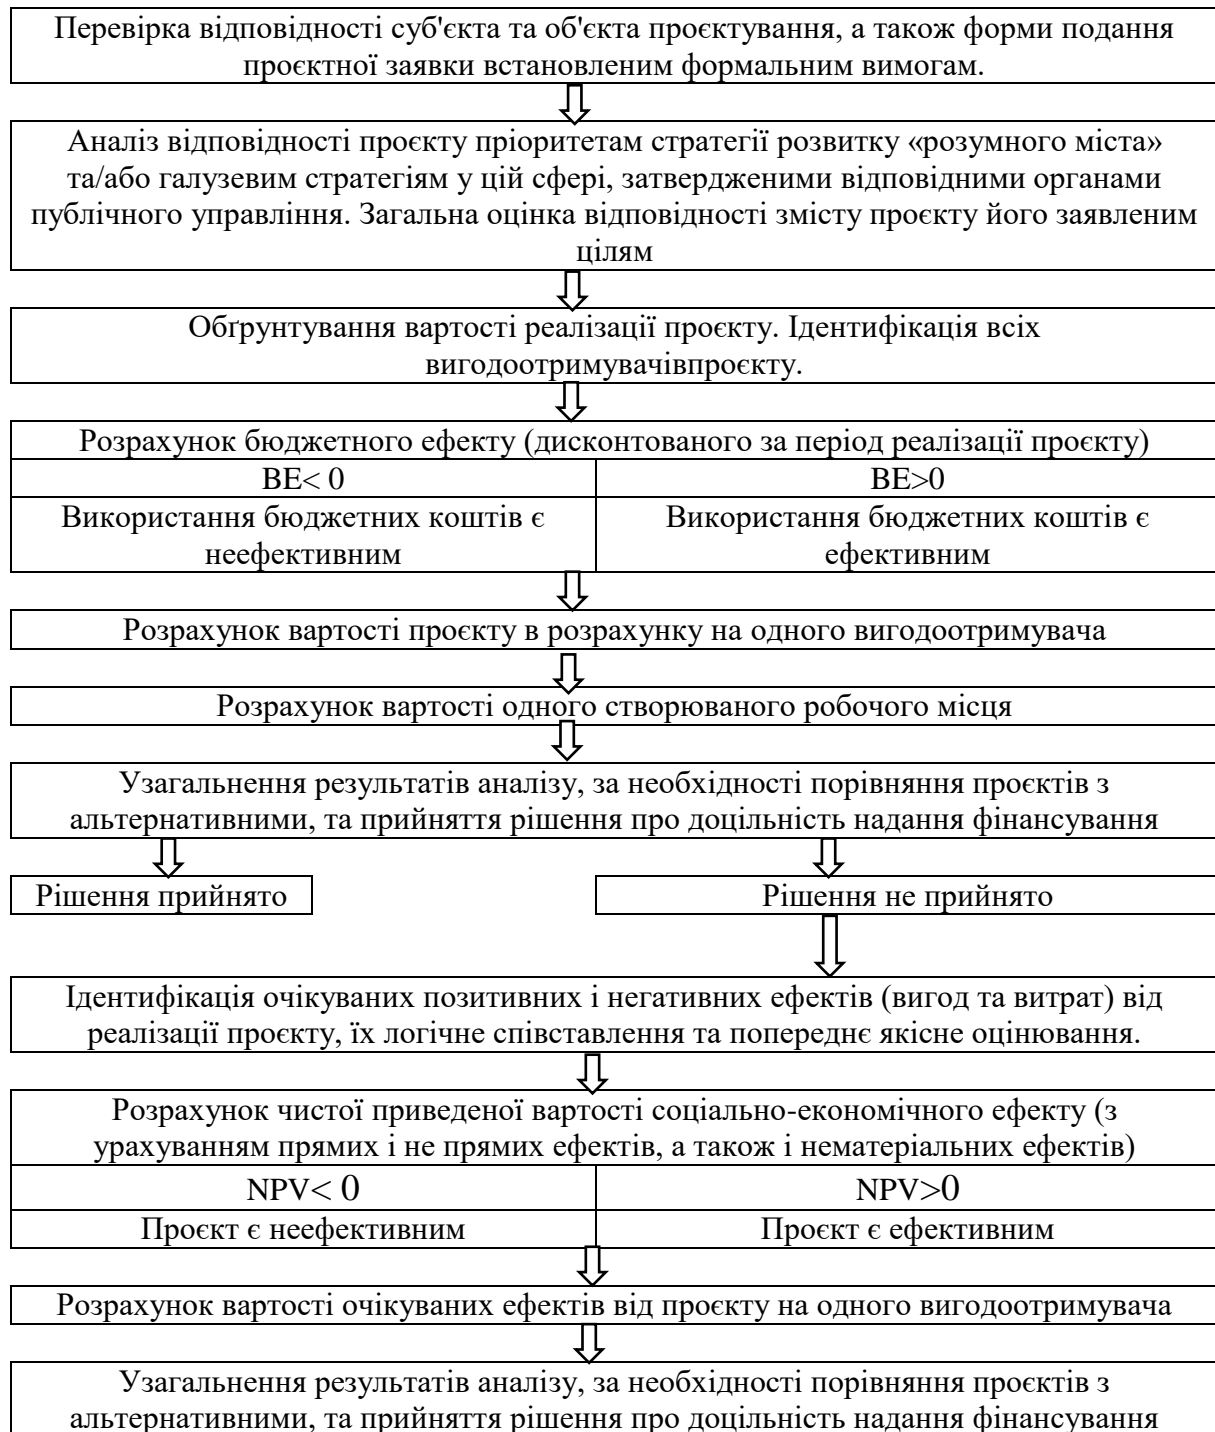 Перевірка відповідності суб'єкта та об'єкта проєктування, а також форми подання
проєктної заявки встановленим формальним вимогам.
Аналіз відповідності проєкту пріоритетам стратегії розвитку «розумного міста»
та/або галузевим стратегіям у цій сфері, затвердженими відповідними органами
публічного управління. Загальна оцінка відповідності змісту проєкту його заявленим
цілям
Обґрунтування вартості реалізації проєкту. Ідентифікація всіх
вигодоотримувачівпроєкту.
Розрахунок бюджетного ефекту (дисконтованого за період реалізації проєкту)
BE< 0
BE>0
Використання бюджетних коштів є
неефективним
Використання бюджетних коштів є
ефективним
Розрахунок вартості проєкту в розрахунку на одного вигодоотримувача
Розрахунок вартості одного створюваного робочого місця
Узагальнення результатів аналізу, за необхідності порівняння проєктів з
альтернативними, та прийняття рішення про доцільність надання фінансування
Рішення прийнято
Рішення не прийнято
Ідентифікація очікуваних позитивних і негативних ефектів (вигод та витрат) від
реалізації проєкту, їх логічне співставлення та попереднє якісне оцінювання.
Розрахунок чистої приведеної вартості соціально-економічного ефекту (з
урахуванням прямих і не прямих ефектів, а також і нематеріальних ефектів)
NPV< 0
NPV>0
Проєкт є неефективним
Проєкт є ефективним
Розрахунок вартості очікуваних ефектів від проєкту на одного вигодоотримувача
Узагальнення результатів аналізу, за необхідності порівняння проєктів з
альтернативними, та прийняття рішення про доцільність надання фінансування